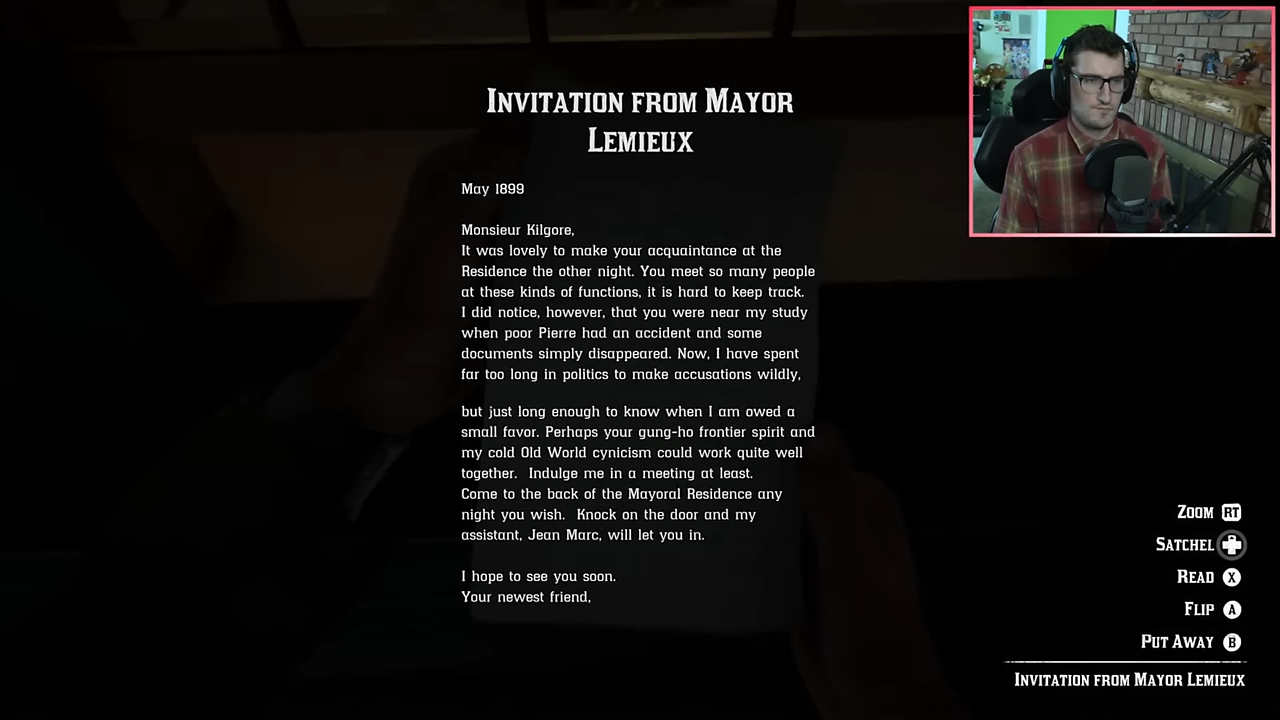 Invitation from Mayor
Lemieux
May 1899
Monsieur Kilgore,
It was lovely to make your acquaintance at the
Residence the other night. You meet so many people
at these kinds of functions, it is hard to keep track.
I did notice, however, that you were near my study
when poor Pierre had an accident and some
documents simply disappeared. Now, I have spent
far too long in politics to make accusations wildly,
but just long enough to know when I am owed a
small favor. Perhaps your gung-ho frontier spirit and
my cold Old World cynicism could work quite well
together. Indulge me in a meeting at least.
Come to the back of the Mayoral Residence any
night you wish. Knock on the door and my
assistant, Jean Marc, will let you in.
I hope to see you soon.
Your newest friend,
Zoom RT
Satchel
Read X
Flip A
Put Away B
Invitation from Mayor Lemieux